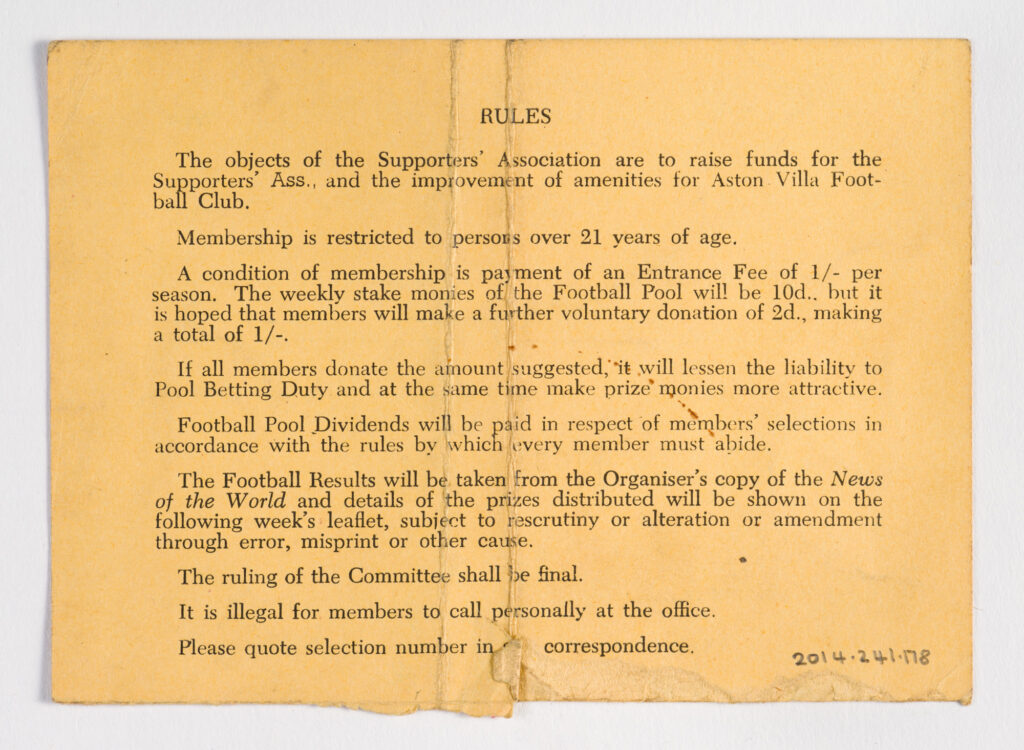 RULES
The objects of the Supporters' Association are to raise funds for the
Supporters' Ass., and the improvement of amenities for Aston Villa Foot-
ball Club.
Membership is restricted to persons over 21 years of age.
A condition of membership is payment of an Entrance Fee of 1/- per
season. The weekly stake monies of the Football Pool will be 10d., but it
is hoped that members will make a further voluntary donation of 2d., making
a total of 1/-.
If all members donate the amount suggested, it will lessen the liability to
Pool Betting Duty and at the same time make prize monies more attractive.
Football Pool Dividends will be paid in respect of members' selections in
accordance with the rules by which every member must abide.
The Football Results will be taken from the Organiser's copy of the News
of the World and details of the prizes distributed will be shown on the
following week's leaflet, subject to rescrutiny or alteration or amendment
through error, misprint or other cause.
The ruling of the Committee shall be final.
It is illegal for members to call personally at the office.
Please quote selection number in correspondence.
2014.241.178